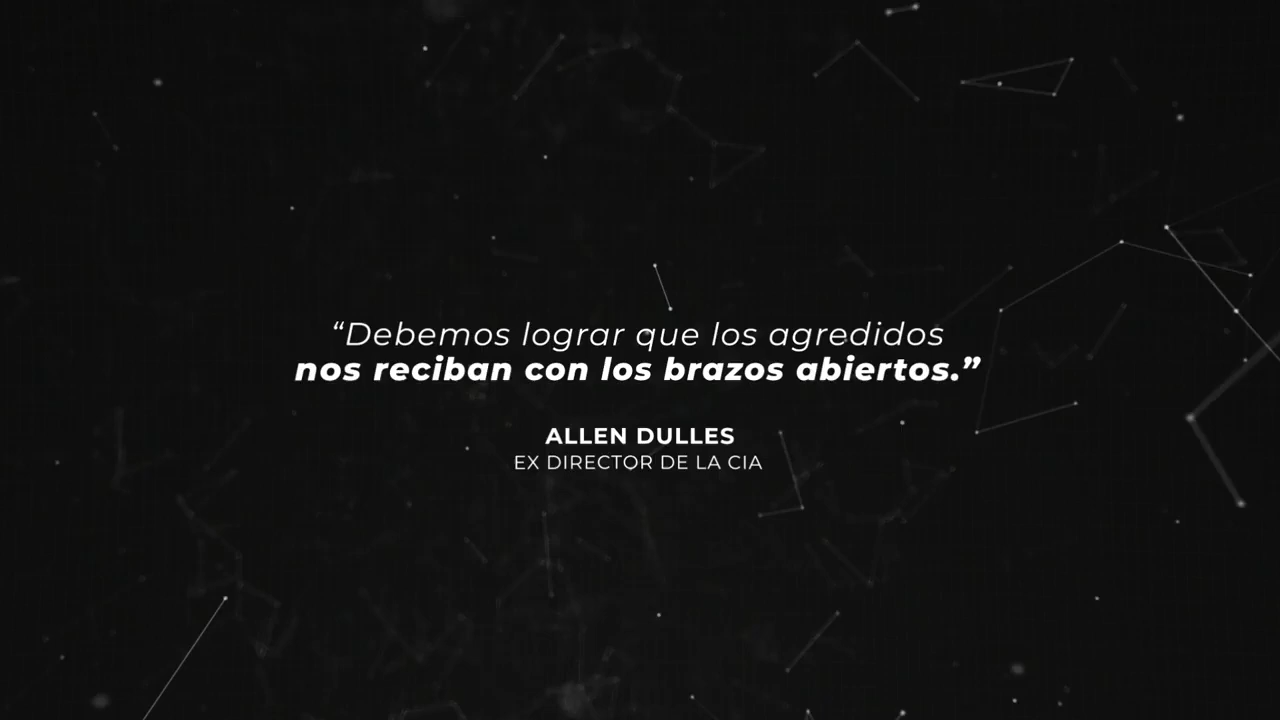 “Debemos lograr que los agredidos
nos reciban con los brazos abiertos.”
ALLEN DULLES
EX DIRECTOR DE LA CIA